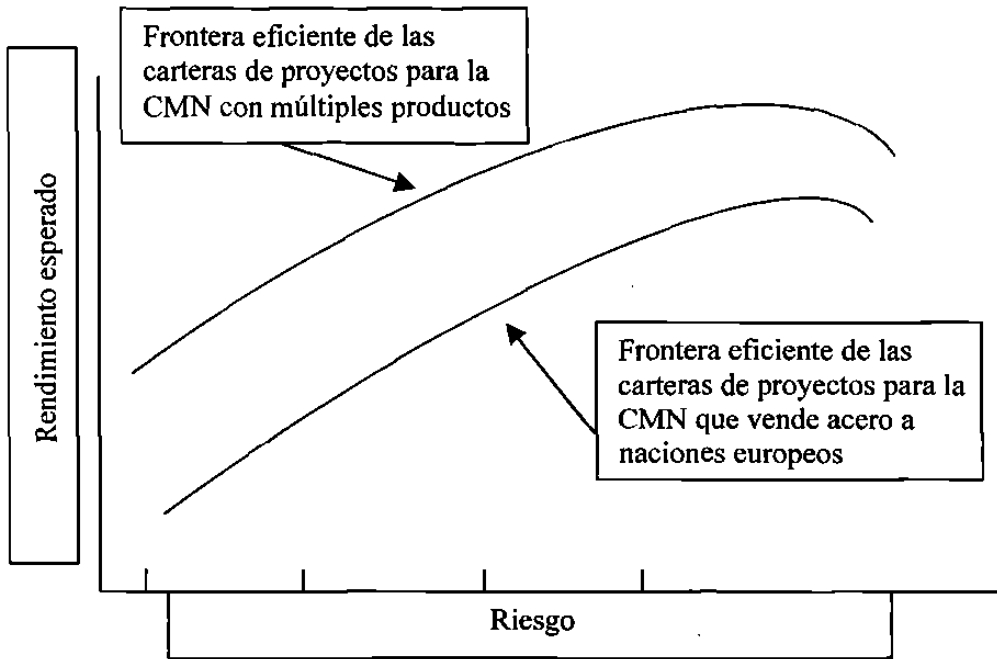 Frontera eficiente de las
carteras de proyectos para la
CMN con múltiples productos
Rendimiento esperado
Frontera eficiente de las
carteras de proyectos para la
CMN que vende acero a
naciones europeos
Riesgo